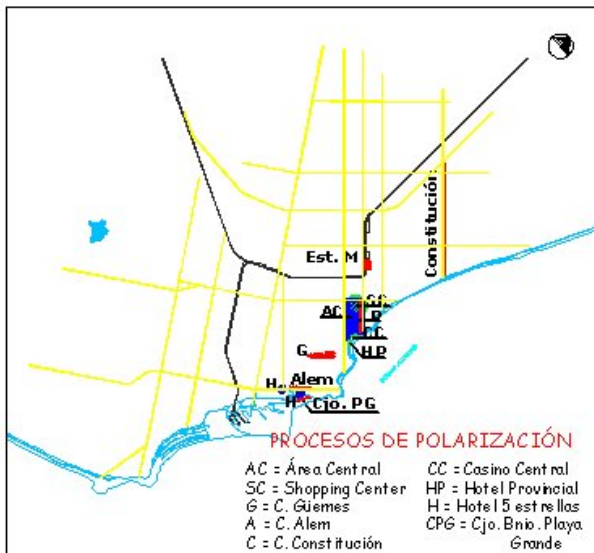 Constitución
Est. M
AC
CC
HP
G
Alem
H
H
Cjo. PG
PROCESOS DE POLARIZACIÓN
AC = Área Central
SC = Shopping Center
G = C. Güemes
A = C. Alem
C = C. Constitución
CC = Casino Central
HP = Hotel Provincial
H = Hotel 5 estrellas
CPG = Cjo. Bnio. Playa
Grande